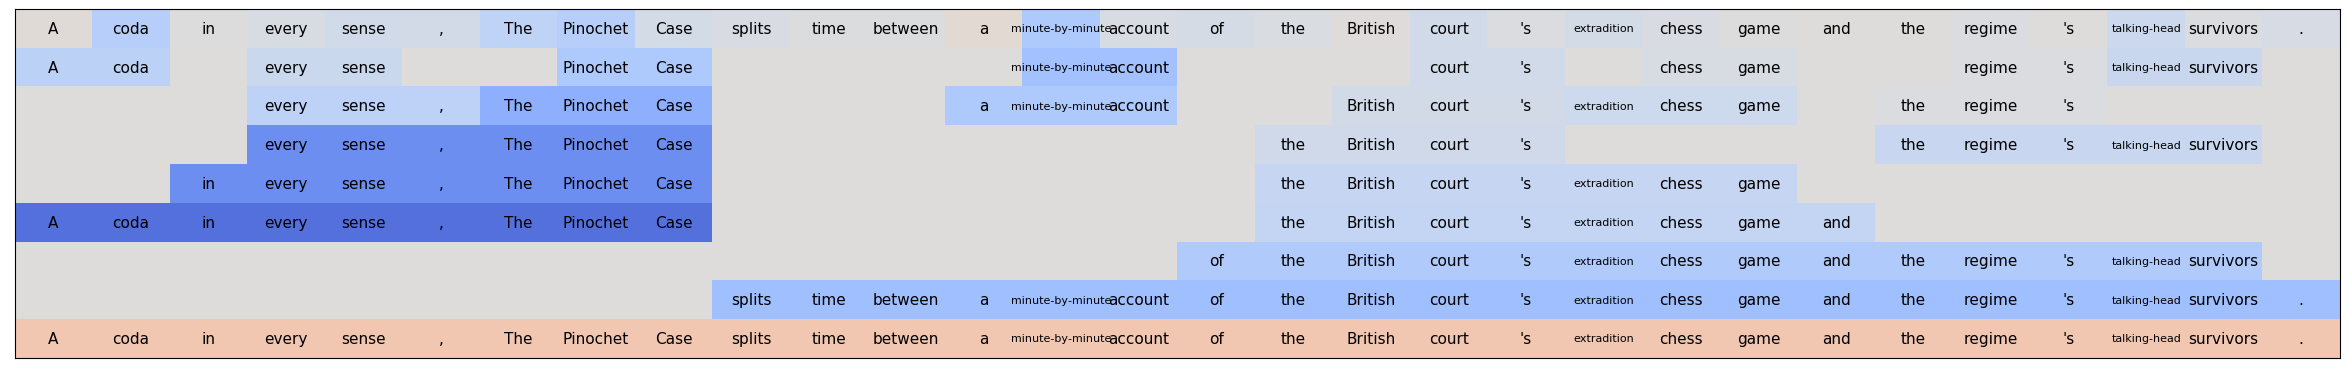 A coda in every sense , The Pinochet Case splits time between a minute-by-minute account of the British court 's extradition chess game and the regime 's talking-head survivors .
A coda every sense Pinochet Case minute-by-minute account court 's chess game regime 's talking-head survivors
every sense , The Pinochet Case a minute-by-minute account British court 's extradition chess game the regime 's
every sense , The Pinochet Case the British court 's the regime 's talking-head survivors
in every sense , The Pinochet Case the British court 's extradition chess game
A coda in every sense , The Pinochet Case the British court 's extradition chess game and
of the British court 's extradition chess game and the regime 's talking-head survivors
splits time between a minute-by-minute account of the British court 's extradition chess game and the regime 's talking-head survivors .
A coda in every sense , The Pinochet Case splits time between a minute-by-minute account of the British court 's extradition chess game and the regime 's talking-head survivors .